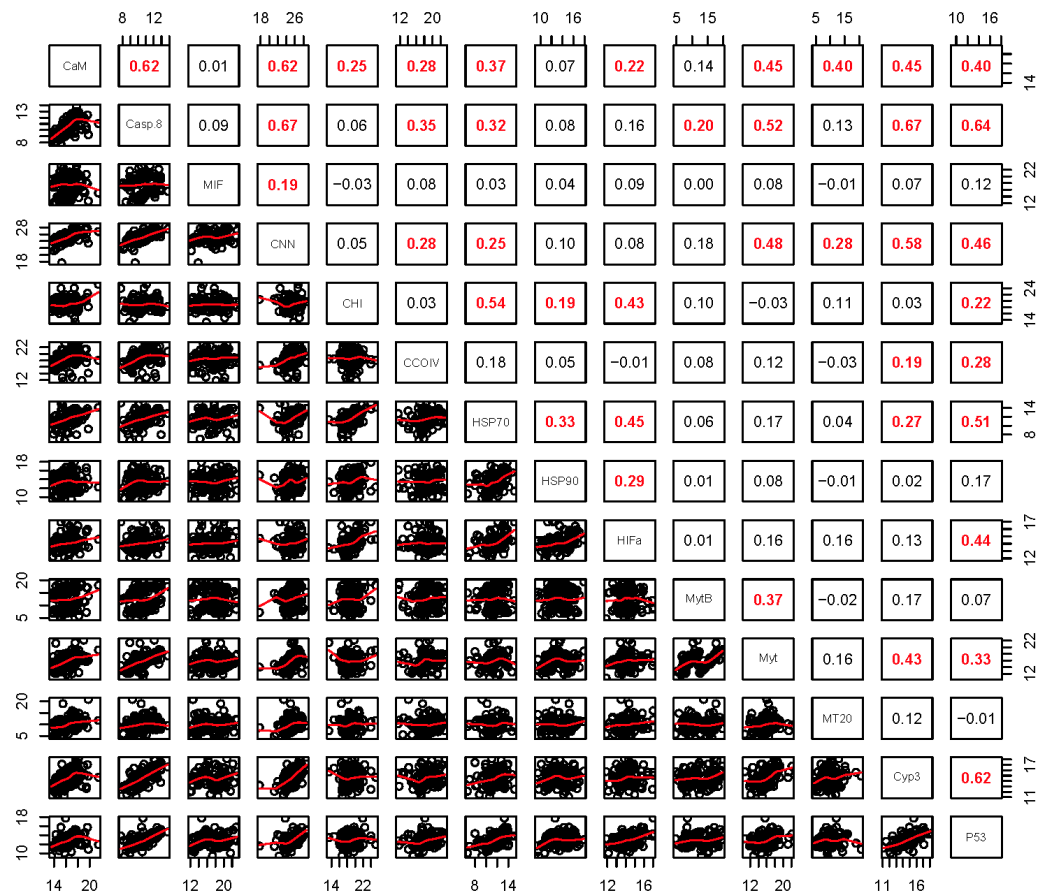 8 12 18 26 12 20 10 16 5 15 5 15 10 16
CaM 0.62 0.01 0.62 0.25 0.28 0.37 0.07 0.22 0.14 0.45 0.40 0.45 0.40 14
8 13 Casp.8 0.09 0.67 0.06 0.35 0.32 0.08 0.16 0.20 0.52 0.13 0.67 0.64
MIF 0.19 −0.03 0.08 0.03 0.04 0.09 0.00 0.08 −0.01 0.07 0.12 12 22
18 28 CNN 0.05 0.28 0.25 0.10 0.08 0.18 0.48 0.28 0.58 0.46
CHI 0.03 0.54 0.19 0.43 0.10 −0.03 0.11 0.03 0.22 14 24
12 22 CCOIV 0.18 0.05 −0.01 0.08 0.12 −0.03 0.19 0.28
HSP70 0.33 0.45 0.06 0.17 0.04 0.27 0.51 8 14
10 18 HSP90 0.29 0.01 0.08 −0.01 0.02 0.17
HIFa 0.01 0.16 0.16 0.13 0.44 12 17
5 20 MytB 0.37 −0.02 0.17 0.07
Myt 0.16 0.43 0.33 12 22
5 20 MT20 0.12 −0.01
Cyp3 0.62 11 17
10 18 P53
14 20 12 20 14 22 8 14 12 16 5 15 12 20 11 16